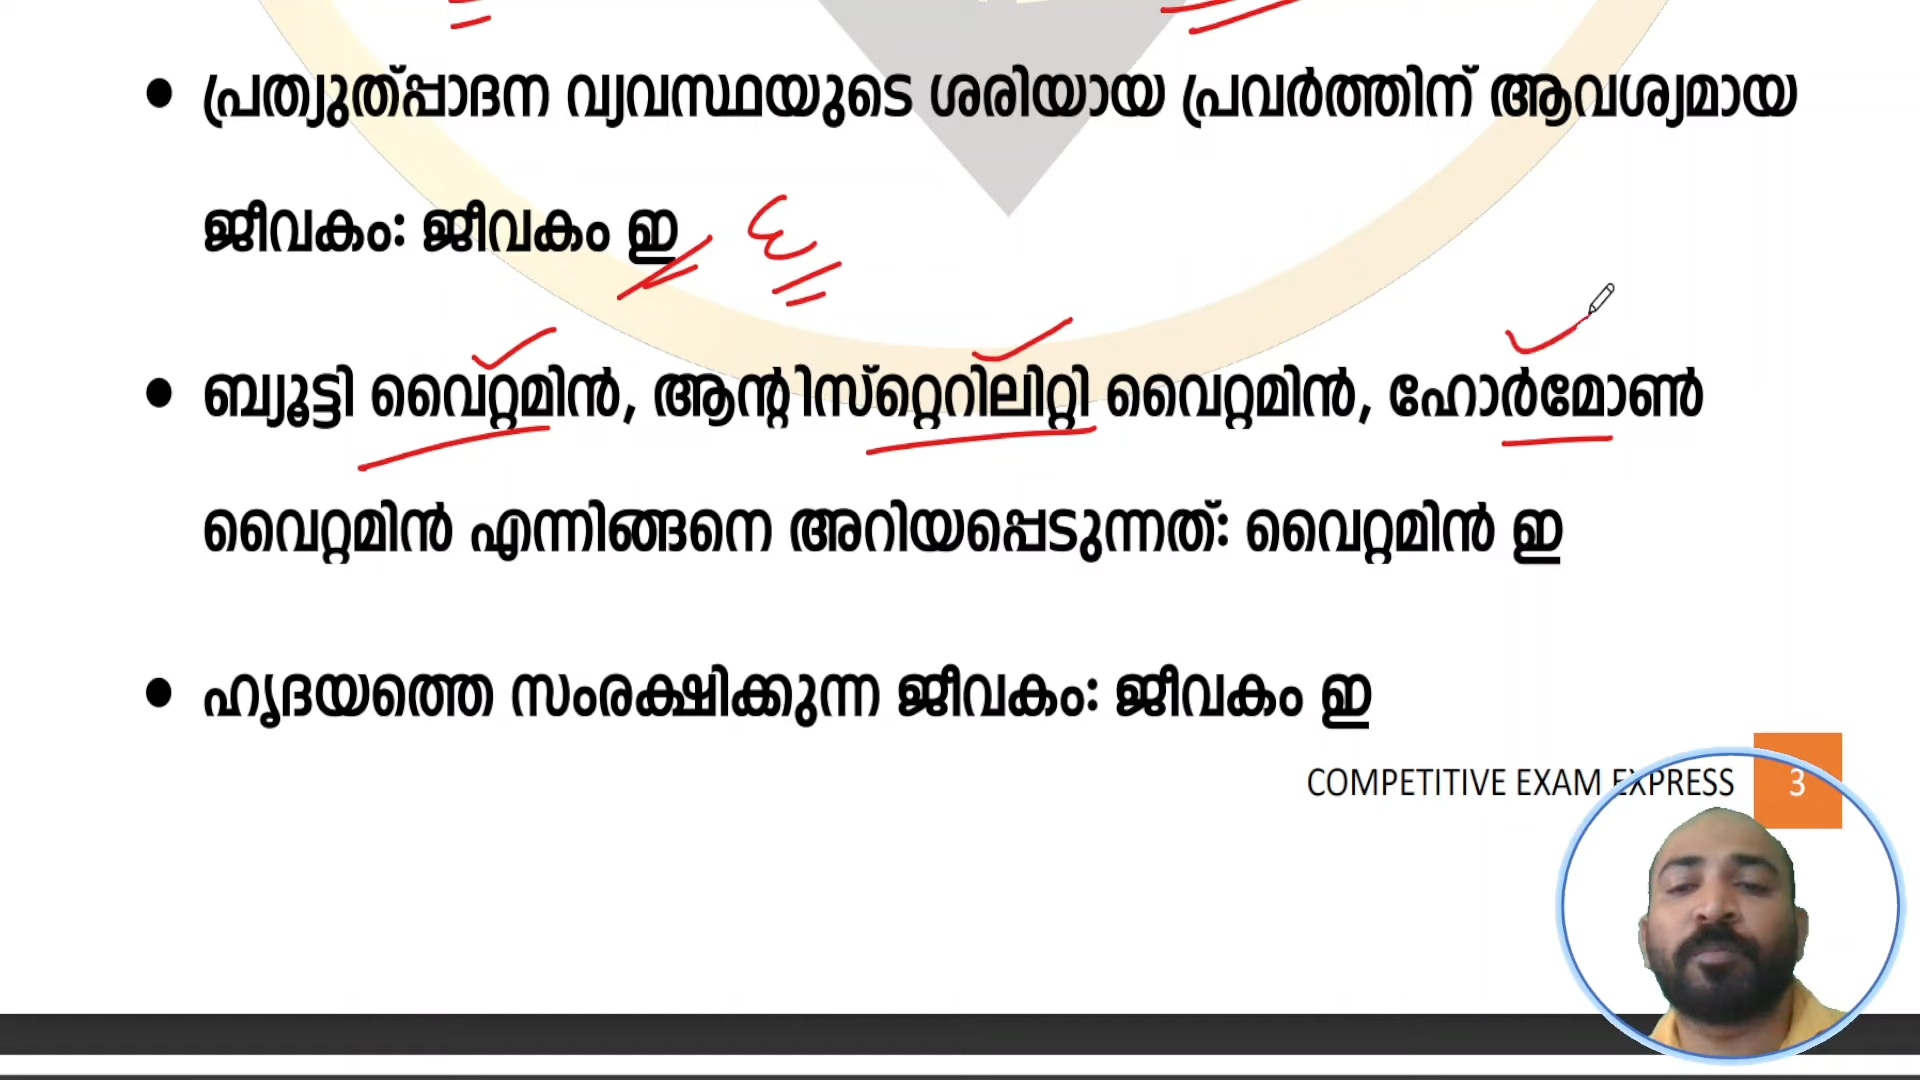 • പ്രത്യുത്പ്പാദന വ്യവസ്ഥയുടെ ശരിയായ പ്രവർത്തിന് ആവശ്യമായ
ജീവകം: ജീവകം ഇ
E
• ബ്യൂട്ടി വൈറ്റമിൻ, ആന്റിസ്റ്റെറിലിറ്റി വൈറ്റമിൻ, ഹോർമോൺ
വൈറ്റമിൻ എന്നിങ്ങനെ അറിയപ്പെടുന്നത്: വൈറ്റമിൻ ഇ
• ഹൃദയത്തെ സംരക്ഷിക്കുന്ന ജീവകം: ജീവകം ഇ
COMPETITIVE EXAM EXPRESS 3